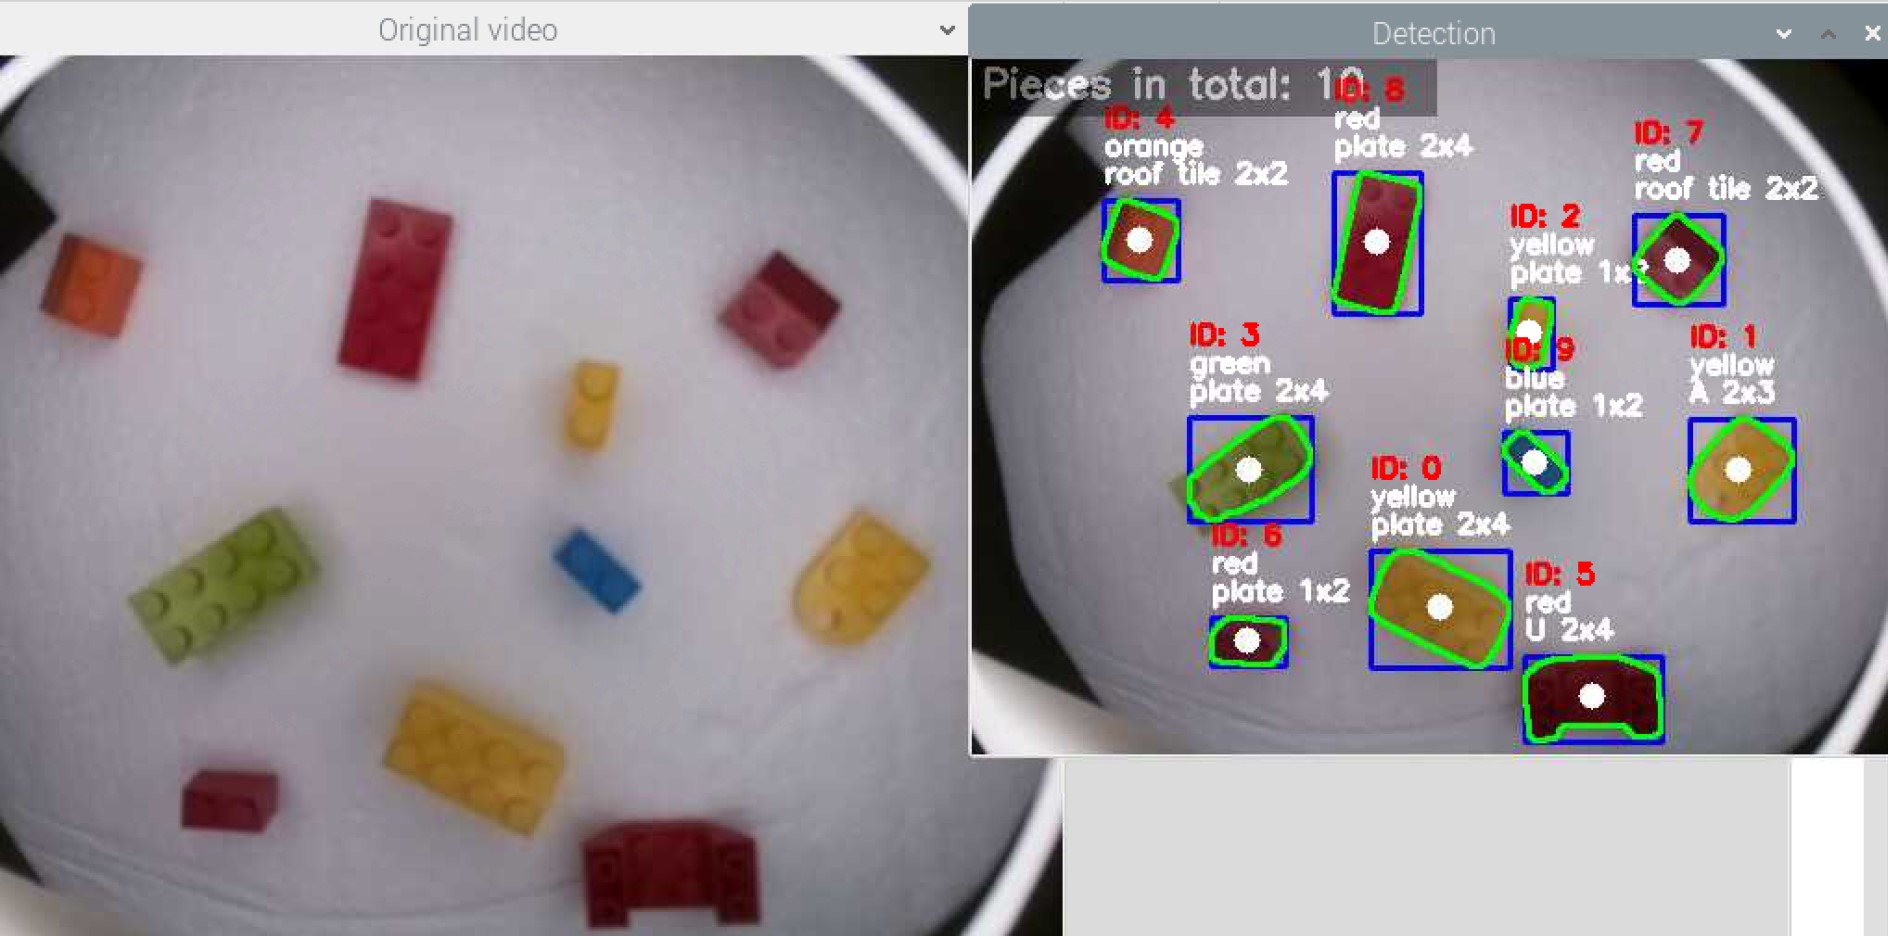 Original video
Detection
Pieces in total: 10
ID: 8
red
plate 2x4
ID: 4
orange
roof tile 2x2
ID: 7
red
roof tile 2x2
ID: 2
yellow
plate 1x2
ID: 3
green
plate 2x4
ID: 9
blue
plate 1x2
ID: 1
yellow
A 2x3
ID: 0
yellow
plate 2x4
ID: 6
red
plate 1x2
ID: 5
red
U 2x4